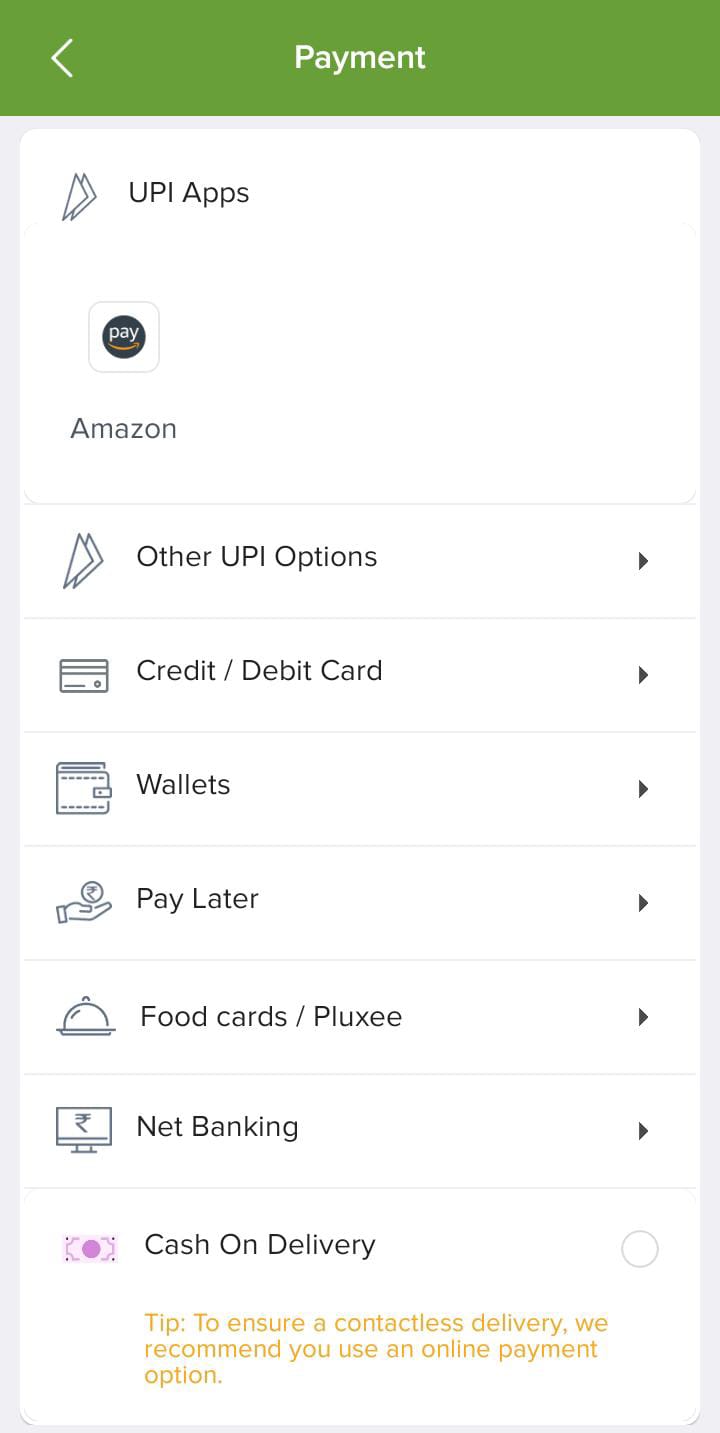 Payment
UPI Apps
pay
Amazon
Other UPI Options
Credit / Debit Card
Wallets
Pay Later
Food cards / Pluxee
₹
Net Banking
Cash On Delivery
Tip: To ensure a contactless delivery, we
recommend you use an online payment
option.